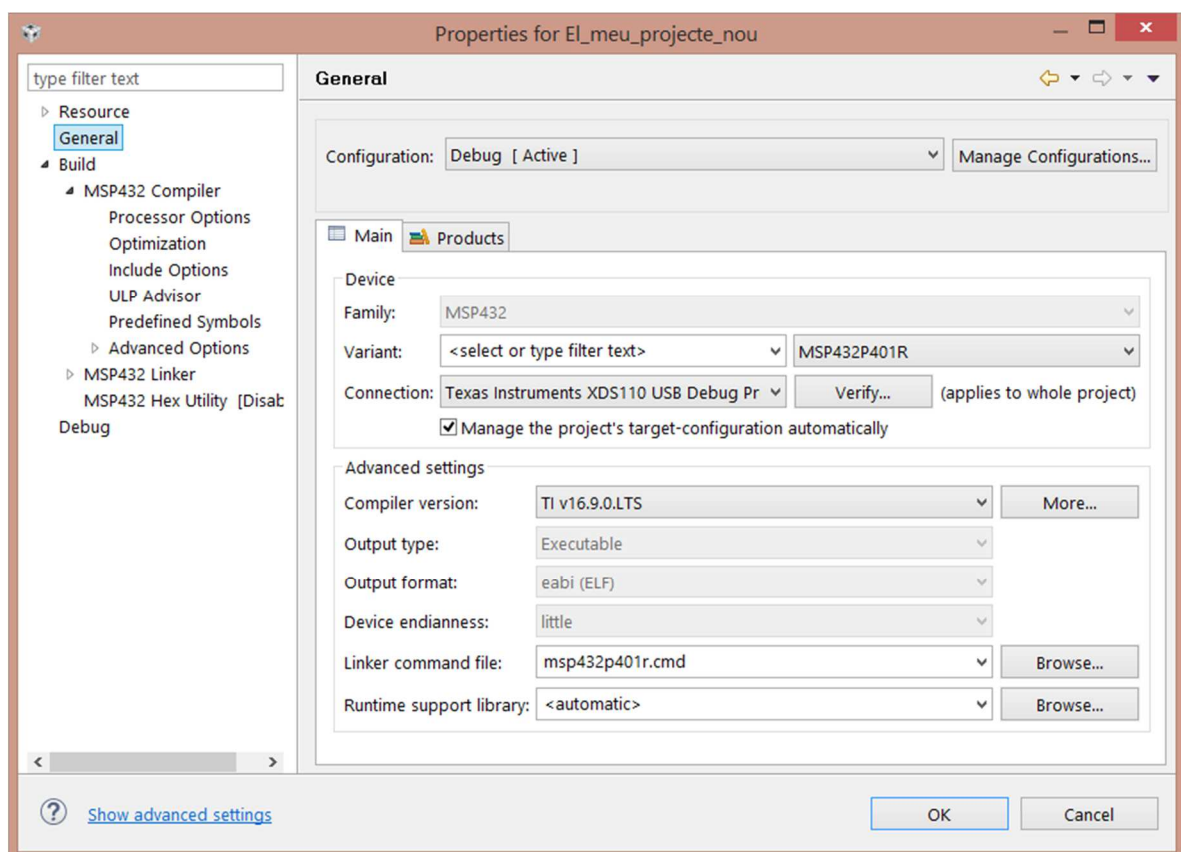 Properties for El_meu_projecte_nou
type filter text
Resource
General
Build
MSP432 Compiler
Processor Options
Optimization
Include Options
ULP Advisor
Predefined Symbols
Advanced Options
MSP432 Linker
MSP432 Hex Utility [Disab
Debug
General
Configuration: Debug [ Active ] Manage Configurations...
Main Products
Device
Family: MSP432
Variant: <select or type filter text> MSP432P401R
Connection: Texas Instruments XDS110 USB Debug Pr Verify... (applies to whole project)
Manage the project's target-configuration automatically
Advanced settings
Compiler version: TI v16.9.0.LTS More...
Output type: Executable
Output format: eabi (ELF)
Device endianness: little
Linker command file: msp432p401r.cmd Browse...
Runtime support library: <automatic> Browse...
Show advanced settings OK Cancel